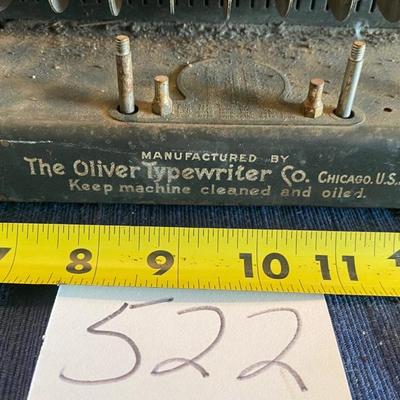 MANUFACTURED BY
The Oliver Typewriter Co. CHICAGO. U.S.
Keep machine cleaned and oiled.
7 8 9 10 11
522